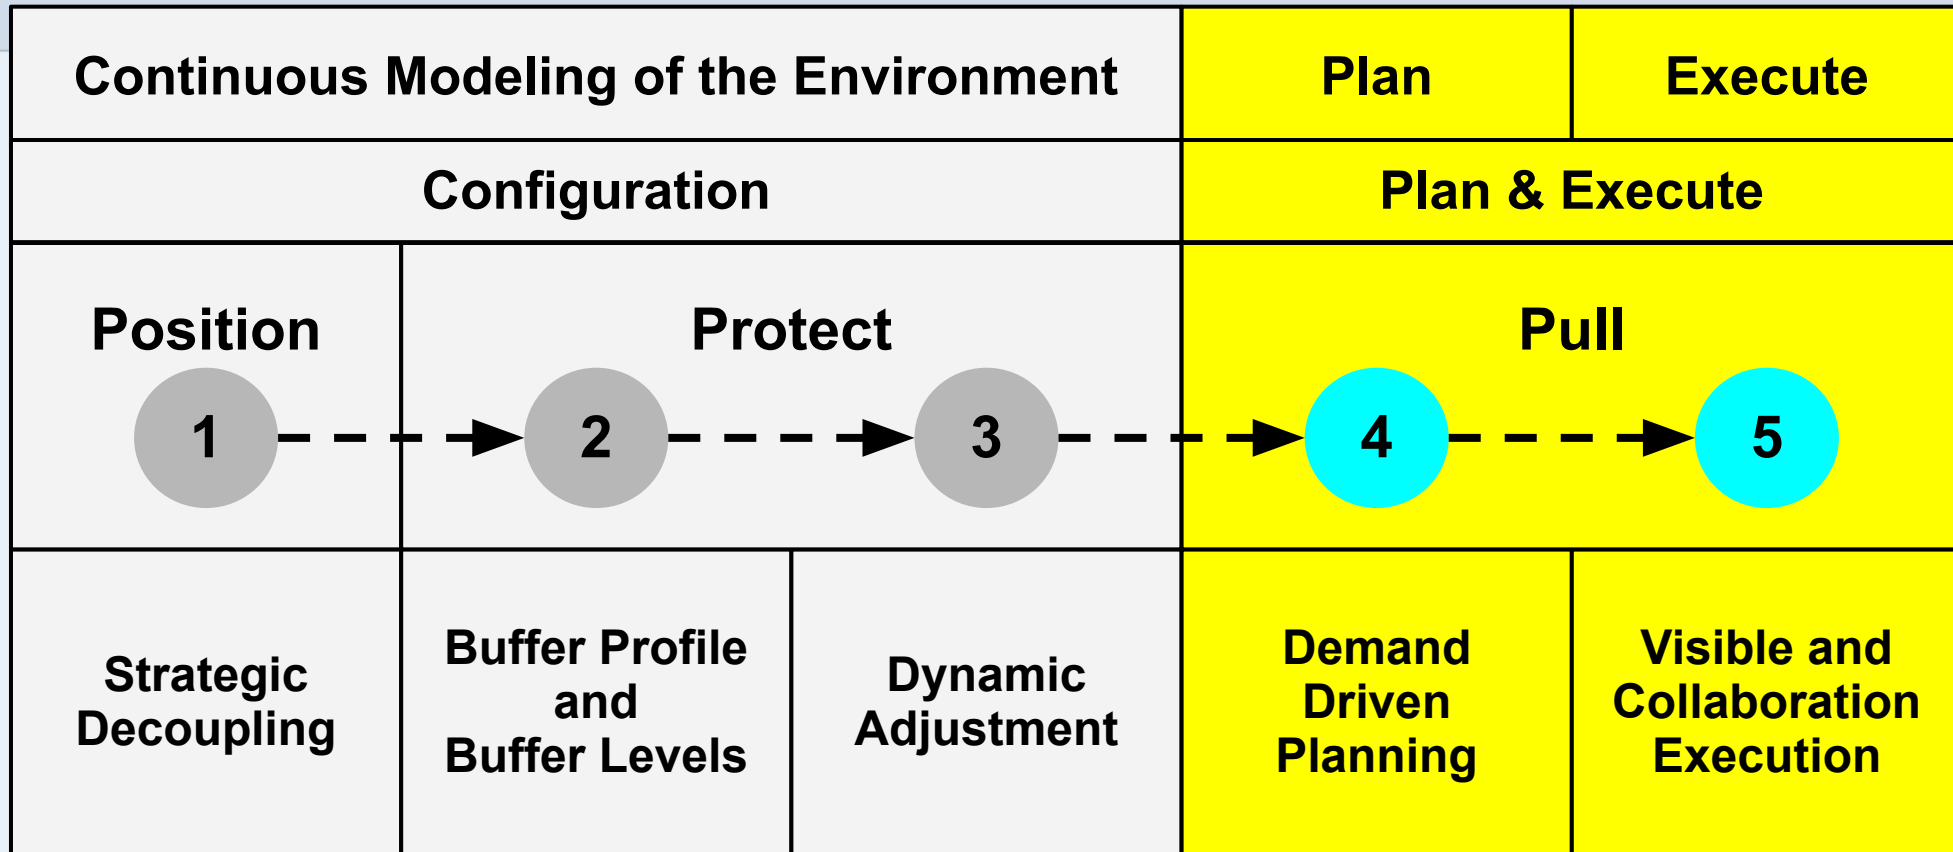 Continuous Modeling of the Environment
Plan
Execute
Configuration
Plan & Execute
Position
Protect
Pull
1
2
3
4
5
Strategic
Decoupling
Buffer Profile
and
Buffer Levels
Dynamic
Adjustment
Demand
Driven
Planning
Visible and
Collaboration
Execution